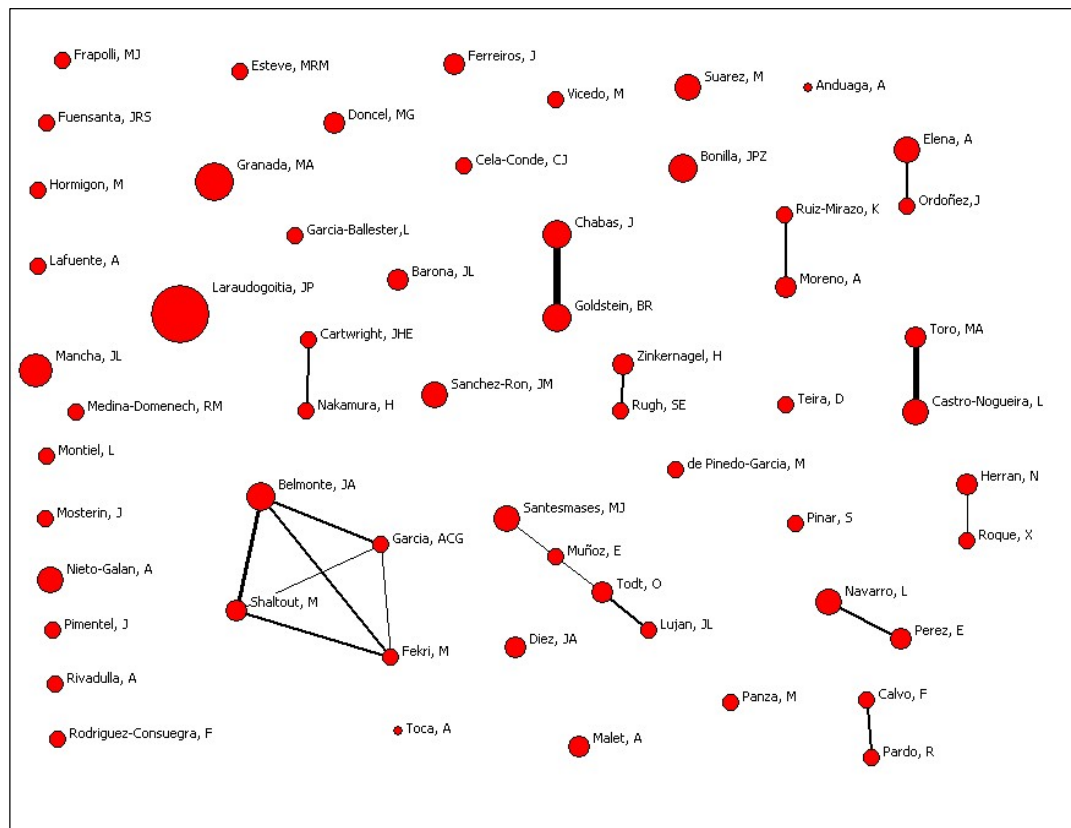 Frapolli, MJ
Esteve, MRM
Ferreiros, J
Vicedo, M
Suarez, M
Anduaga, A
Fuensanta, JRS
Doncel, MG
Elena, A
Granada, MA
Cela-Conde, CJ
Bonilla, JPZ
Hormigon, M
Ordoñez,J
Ruiz-Mirazo, K
Chabas, J
Garcia-Ballester,L
Lafuente, A
Barona, JL
Moreno, A
Laraudogoitia, JP
Goldstein, BR
Cartwright, JHE
Toro, MA
Mancha, JL
Zinkernagel, H
Sanchez-Ron, JM
Medina-Domenech, RM
Nakamura, H
Rugh, SE
Teira, D
Castro-Nogueira, L
Montiel, L
de Pinedo-Garcia, M
Herran, N
Belmonte, JA
Santesmases, MJ
Mosterin, J
Pinar, S
Garcia, ACG
Roque, X
Muñoz, E
Nieto-Galan, A
Todt, O
Navarro, L
Shaltout, M
Pimentel, J
Lujan, JL
Perez, E
Diez, JA
Fekri, M
Rivadulla, A
Panza, M
Calvo, F
Toca, A
Rodriguez-Consuegra, F
Malet, A
Pardo, R